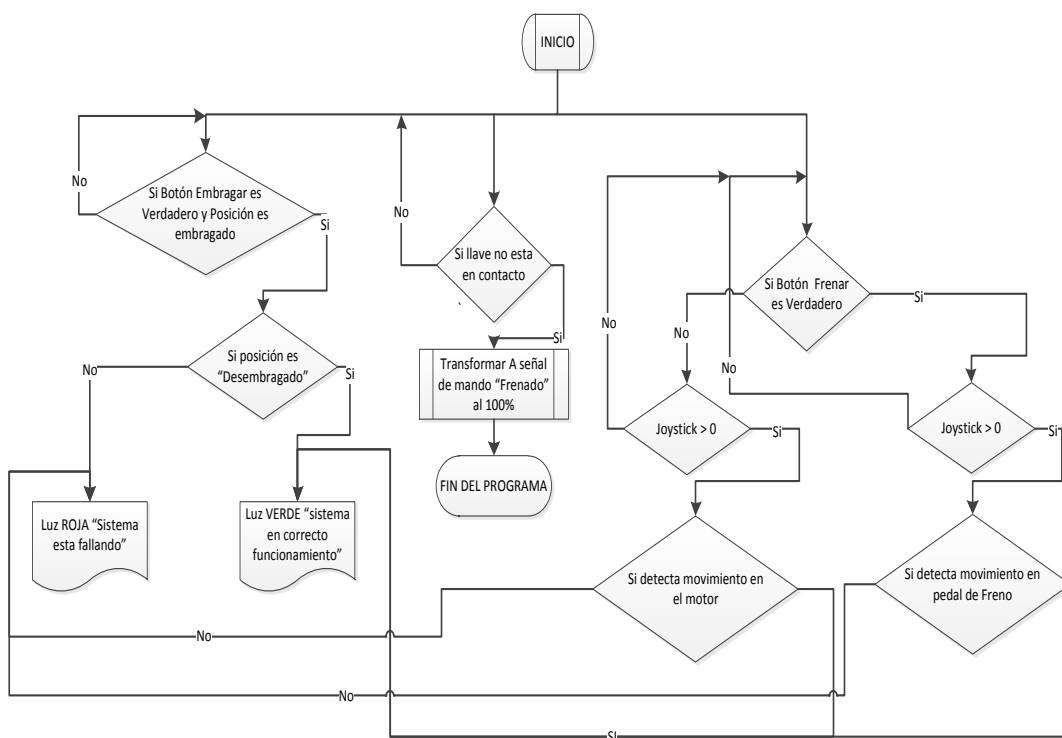 INICIO
No
Si Botón Embragar es
Verdadero y Posición es
embragado
Si
No
Si llave no esta
en contacto
Si
Transformar A señal
de mando “Frenado”
al 100%
FIN DEL PROGRAMA
Si Botón Frenar
es Verdadero
Si
No
No
No
Joystick > 0
Si
Joystick > 0
Si
No
Si posición es
“Desembragado”
Si
Luz ROJA “Sistema
esta fallando”
Luz VERDE “sistema
en correcto
funcionamiento”
Si detecta movimiento en
el motor
Si detecta movimiento en
pedal de Freno
No
No
SI